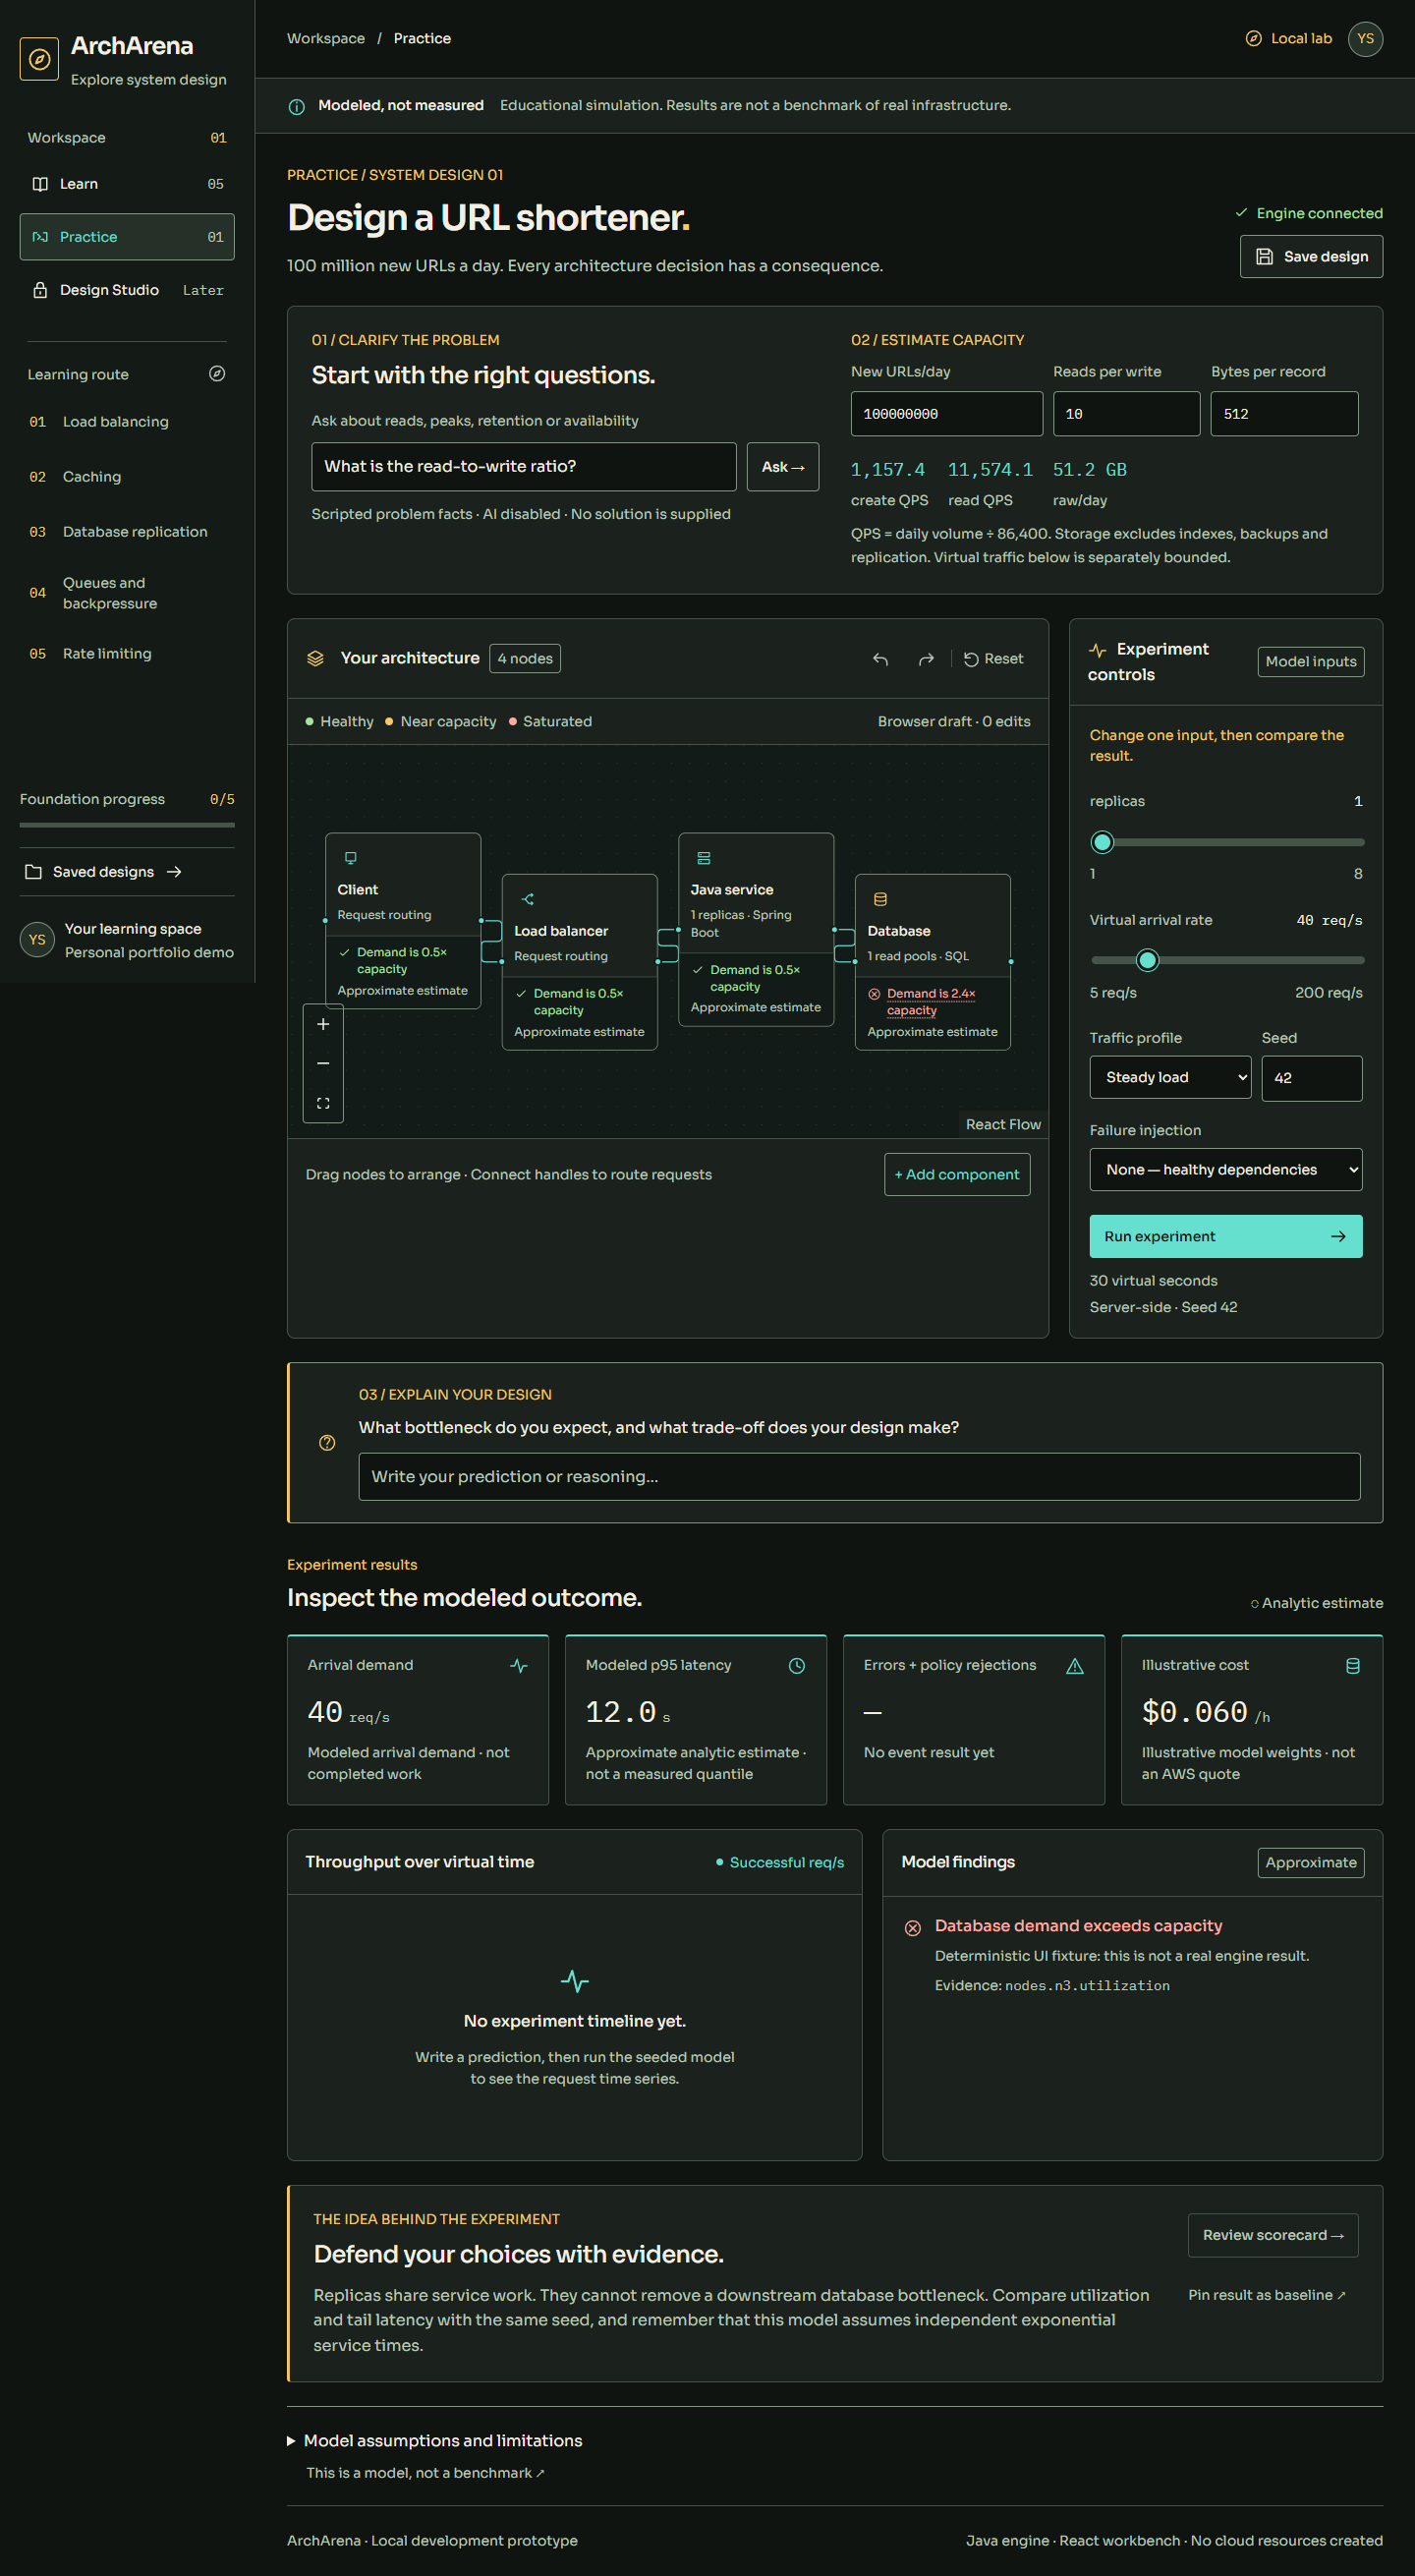 ArchArena
Explore system design
Workspace 01
Learn 05
Practice 01
Design Studio Later
Learning route
01 Load balancing
02 Caching
03 Database replication
04 Queues and
backpressure
05 Rate limiting
Foundation progress 0/5
Saved designs →
YS Your learning space
Personal portfolio demo
Workspace / Practice
Local lab YS
Modeled, not measured Educational simulation. Results are not a benchmark of real infrastructure.
PRACTICE / SYSTEM DESIGN 01
Design a URL shortener.
100 million new URLs a day. Every architecture decision has a consequence.
Engine connected
Save design
01 / CLARIFY THE PROBLEM
Start with the right questions.
Ask about reads, peaks, retention or availability
What is the read-to-write ratio? Ask →
Scripted problem facts · AI disabled · No solution is supplied
02 / ESTIMATE CAPACITY
New URLs/day Reads per write Bytes per record
100000000 10 512
1,157.4 11,574.1 51.2 GB
create QPS read QPS raw/day
QPS = daily volume ÷ 86,400. Storage excludes indexes, backups and
replication. Virtual traffic below is separately bounded.
Your architecture 4 nodes Reset
Healthy Near capacity Saturated Browser draft · 0 edits
Client
Request routing
Demand is 0.5×
capacity
Approximate estimate
Load balancer
Request routing
Demand is 0.5×
capacity
Approximate estimate
Java service
1 replicas · Spring
Boot
Demand is 0.5×
capacity
Approximate estimate
Database
1 read pools · SQL
Demand is 2.4×
capacity
Approximate estimate
React Flow
Drag nodes to arrange · Connect handles to route requests + Add component
Experiment
controls
Model inputs
Change one input, then compare the
result.
replicas 1
1 8
Virtual arrival rate 40 req/s
5 req/s 200 req/s
Traffic profile Seed
Steady load 42
Failure injection
None — healthy dependencies
Run experiment →
30 virtual seconds
Server-side · Seed 42
03 / EXPLAIN YOUR DESIGN
What bottleneck do you expect, and what trade-off does your design make?
Write your prediction or reasoning...
Experiment results
Inspect the modeled outcome.
○ Analytic estimate
Arrival demand
40 req/s
Modeled arrival demand · not
completed work
Modeled p95 latency
12.0 s
Approximate analytic estimate ·
not a measured quantile
Errors + policy rejections
—
No event result yet
Illustrative cost
$0.060 /h
Illustrative model weights · not
an AWS quote
Throughput over virtual time Successful req/s
No experiment timeline yet.
Write a prediction, then run the seeded model
to see the request time series.
Model findings Approximate
Database demand exceeds capacity
Deterministic UI fixture: this is not a real engine result.
Evidence: nodes.n3.utilization
THE IDEA BEHIND THE EXPERIMENT
Defend your choices with evidence.
Replicas share service work. They cannot remove a downstream database bottleneck. Compare utilization
and tail latency with the same seed, and remember that this model assumes independent exponential
service times.
Review scorecard →
Pin result as baseline ↗
▶ Model assumptions and limitations
This is a model, not a benchmark ↗
ArchArena · Local development prototype
Java engine · React workbench · No cloud resources created